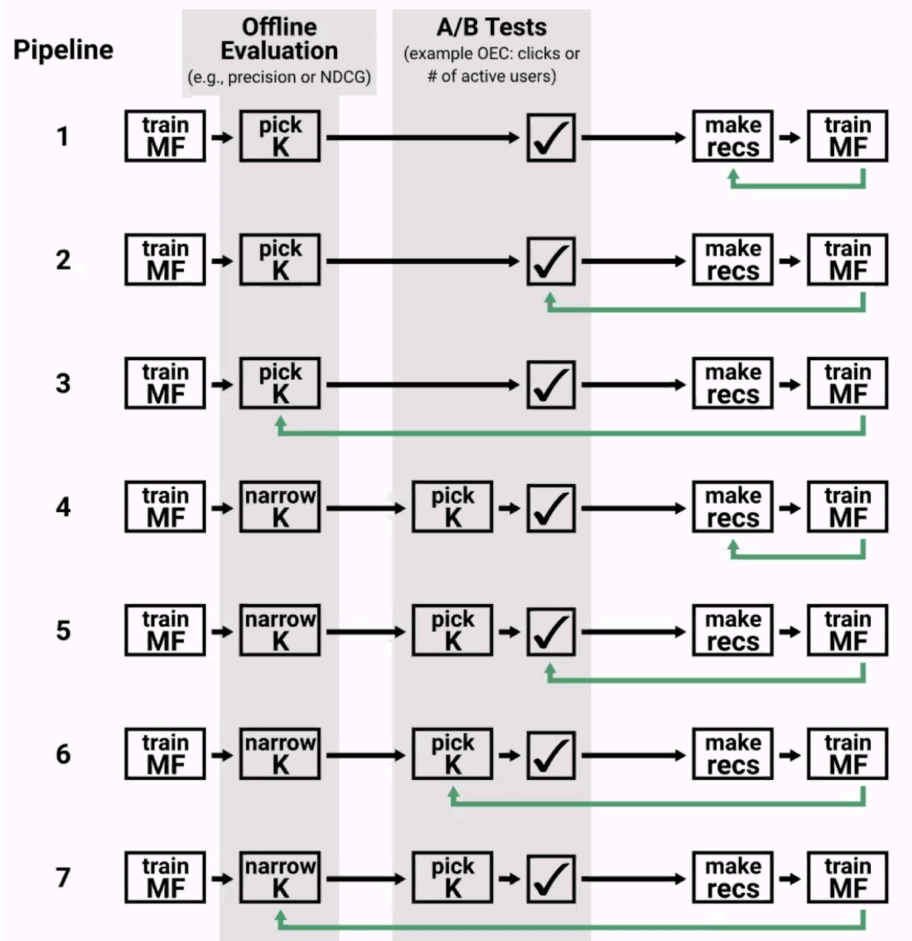 Offline
Evaluation
(e.g., precision or NDCG)
A/B Tests
(example OEC: clicks or
# of active users)
Pipeline
1
train
MF
pick
K
make
recs
train
MF
2
train
MF
pick
K
make
recs
train
MF
3
train
MF
pick
K
make
recs
train
MF
4
train
MF
narrow
K
pick
K
make
recs
train
MF
5
train
MF
narrow
K
pick
K
make
recs
train
MF
6
train
MF
narrow
K
pick
K
make
recs
train
MF
7
train
MF
narrow
K
pick
K
make
recs
train
MF